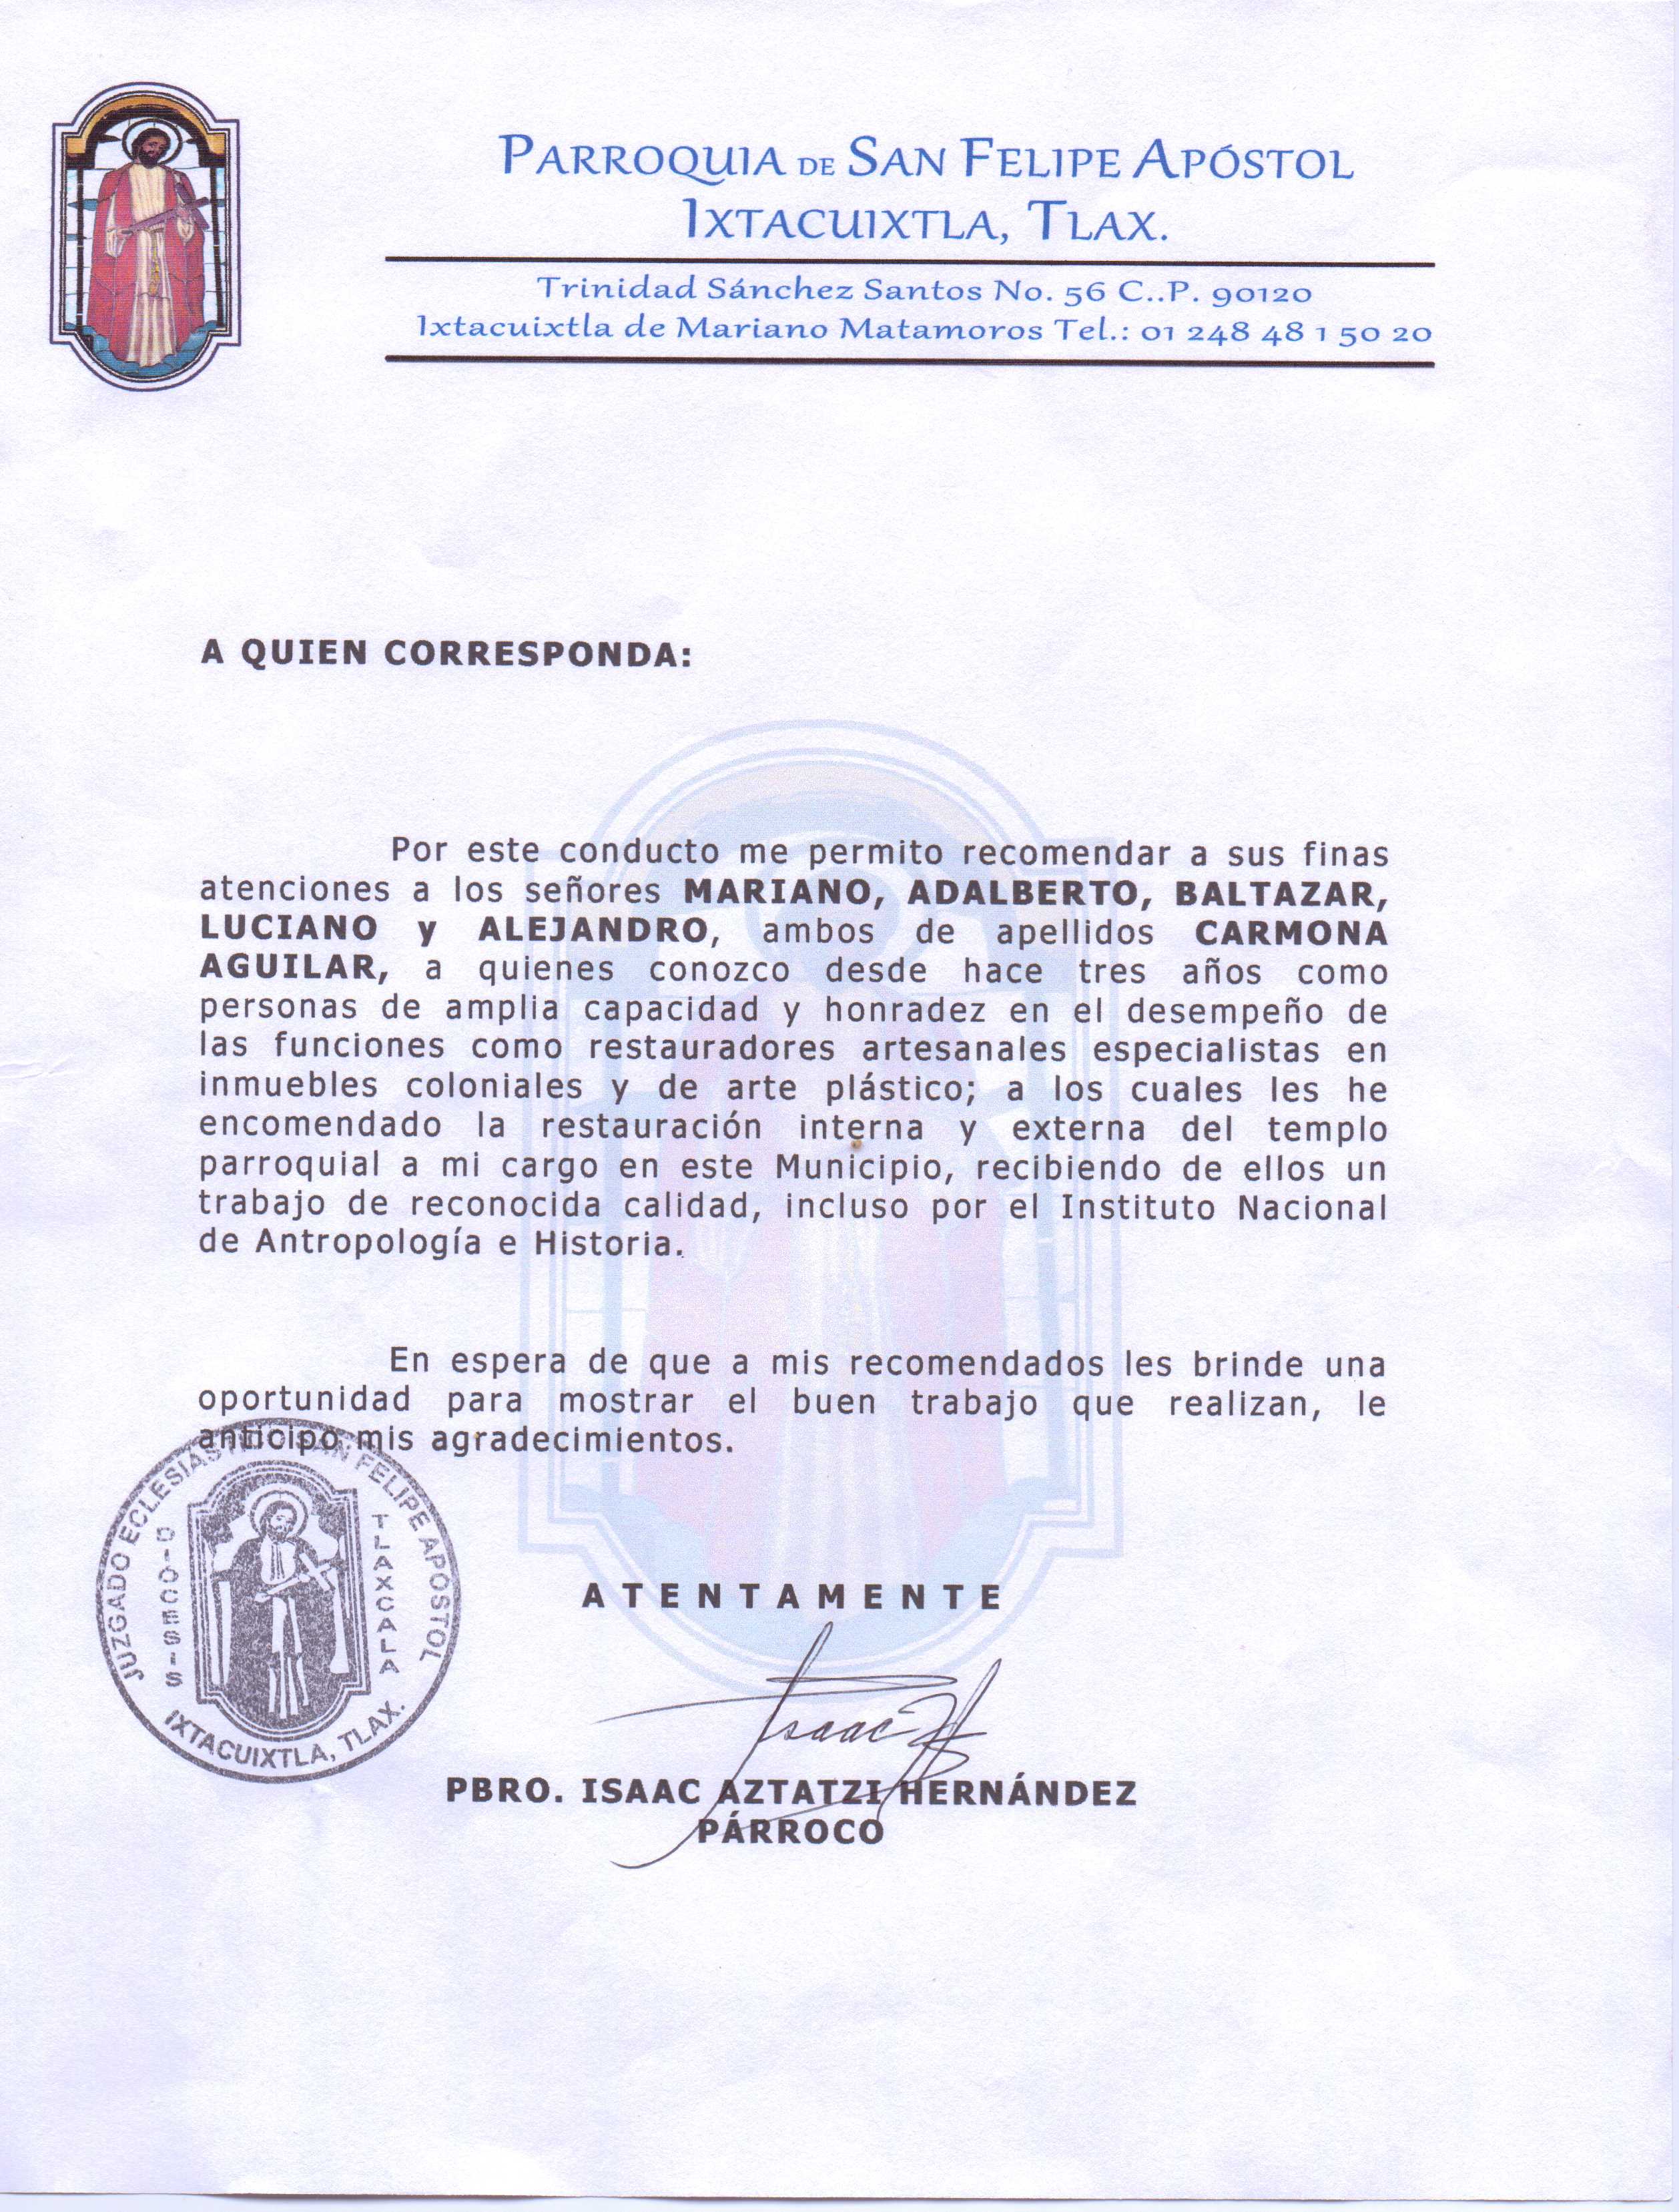 PARROQUIA DE SAN FELIPE APÓSTOL
IXTACUIXTLA, TLAX.
Trinidad Sánchez Santos No. 56 C..P. 90120
Ixtacuixtla de Mariano Matamoros Tel.: 01 248 48 1 50 20
A QUIEN CORRESPONDA:
Por este conducto me permito recomendar a sus finas
atenciones a los señores MARIANO, ADALBERTO, BALTAZAR,
LUCIANO y ALEJANDRO, ambos de apellidos CARMONA
AGUILAR, a quienes conozco desde hace tres años como
personas de amplia capacidad y honradez en el desempeño de
las funciones como restauradores artesanales especialistas en
inmuebles coloniales y de arte plástico; a los cuales les he
encomendado la restauración interna y externa del templo
parroquial a mi cargo en este Municipio, recibiendo de ellos un
trabajo de reconocida calidad, incluso por el Instituto Nacional
de Antropología e Historia.
En espera de que a mis recomendados les brinde una
oportunidad para mostrar el buen trabajo que realizan, le
anticipo mis agradecimientos.
JUZGADO ECLESIASTICO SAN FELIPE APÓSTOL
DIOCESIS
TLAXCALA
IXTACUIXTLA, TLAX.
ATENTAMENTE
Isaac H
PBRO. ISAAC AZTATZI HERNÁNDEZ
PÁRROCO